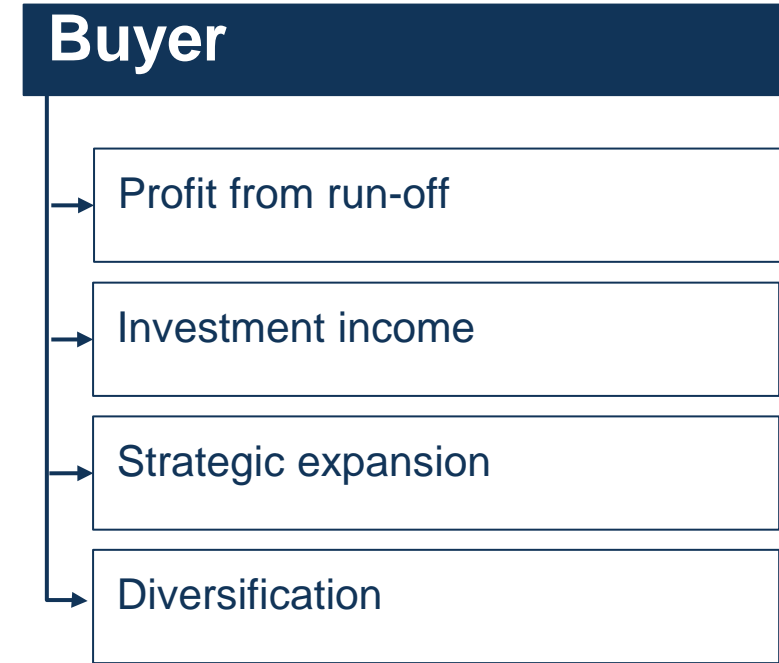 Buyer
Profit from run-off
Investment income
Strategic expansion
Diversification